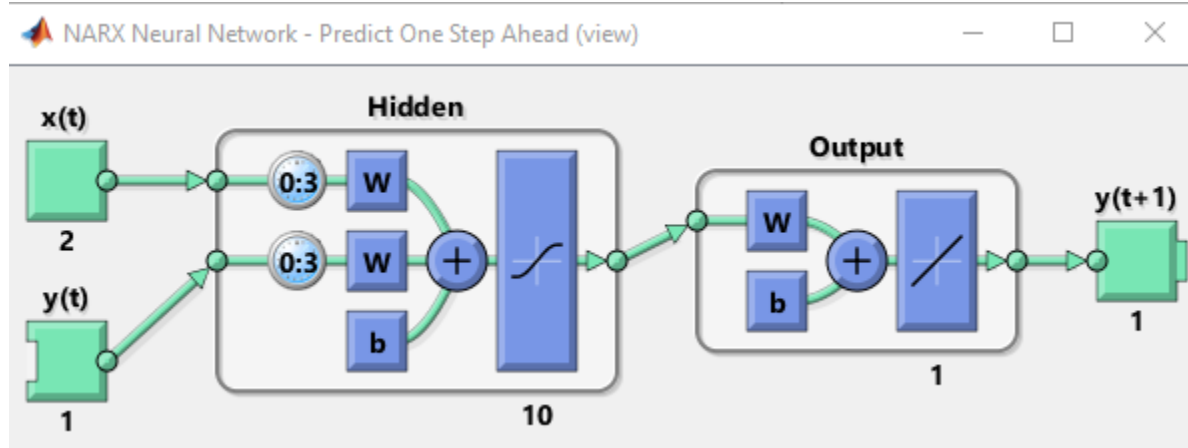 NARX Neural Network - Predict One Step Ahead (view)
Hidden
x(t)
0:3
W
2
y(t)
0:3
W
+
b
1
10
Output
W
+
b
1
y(t+1)
1